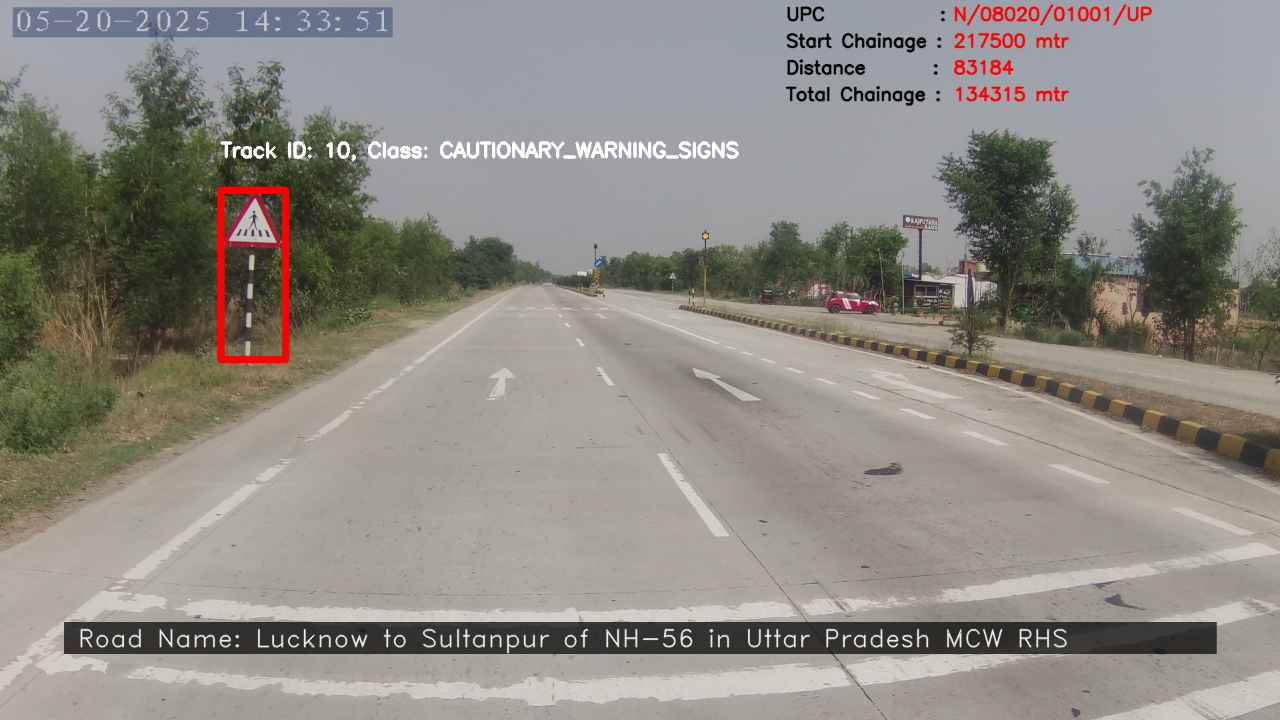 05-20-2025 14:33:51
UPC : N/08020/01001/UP
Start Chainage : 217500 mtr
Distance : 83184
Total Chainage : 134315 mtr
Track ID: 10, Class: CAUTIONARY_WARNING_SIGNS
Road Name: Lucknow to Sultanpur of NH-56 in Uttar Pradesh MCW RHS